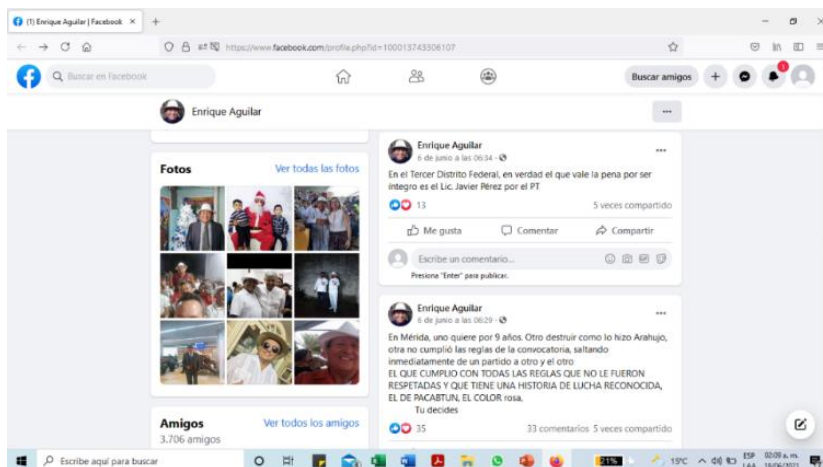 (1) Enrique Aguilar | Facebook
https://www.facebook.com/profile.php?id=100013743306107
Buscar en Facebook
Buscar amigos
1
Enrique Aguilar
Fotos
Ver todas las fotos
Amigos
Ver todos los amigos
3.706 amigos
Enrique Aguilar
6 de junio a las 06:34
En el Tercer Distrito Federal, en verdad el que vale la pena por ser
integro es el Lic. Javier Pérez por el PT
13
5 veces compartido
Me gusta
Comentar
Compartir
Escribe un comentario...
Presiona "Enter" para publicar.
Enrique Aguilar
6 de junio a las 06:29
En Mérida, uno quiere por 9 años. Otro destruir como lo hizo Arahujo,
otra no cumplió las reglas de la convocatoria, saltando
inmediatamente de un partido a otro y el otro
EL QUE CUMPLIO CON TODAS LAS REGLAS QUE NO LE FUERON
RESPETADAS Y QUE TIENE UNA HISTORIA DE LUCHA RECONOCIDA,
EL DE PACABTUN, EL COLOR rosa.
Tu decides
35
33 comentarios 5 veces compartido
Escribe aquí para buscar
21%
15°C
ESP
LAA
02:09 a. m.
18/06/2021